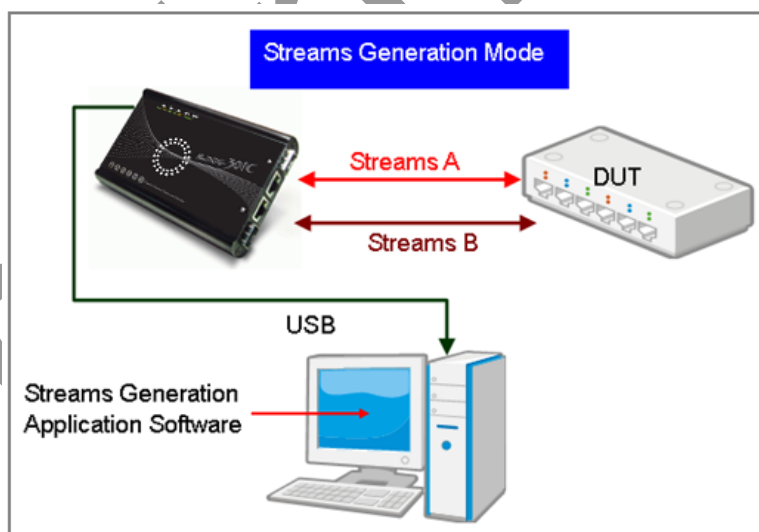 Streams Generation Mode
Streams A
DUT
Streams B
USB
Streams Generation
Application Software